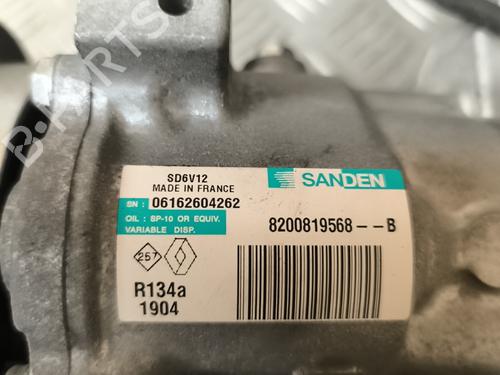 SD6V12
MADE IN FRANCE
SANDEN
SN : 06162604262
OIL : SP-10 OR EQUIV.
VARIABLE DISP.
8200819568--B
257
R134a
1904
B-PARTS